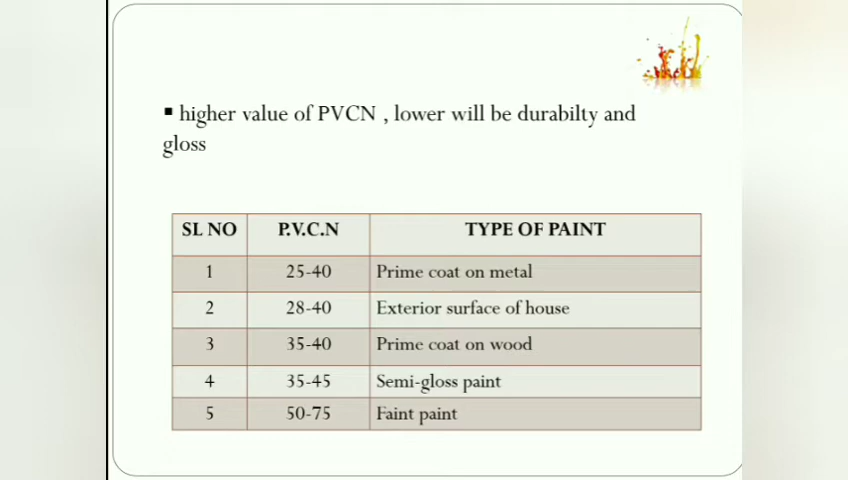 ▪ higher value of PVCN , lower will be durabilty and
gloss
SL NO P.V.C.N TYPE OF PAINT
1 25-40 Prime coat on metal
2 28-40 Exterior surface of house
3 35-40 Prime coat on wood
4 35-45 Semi-gloss paint
5 50-75 Faint paint